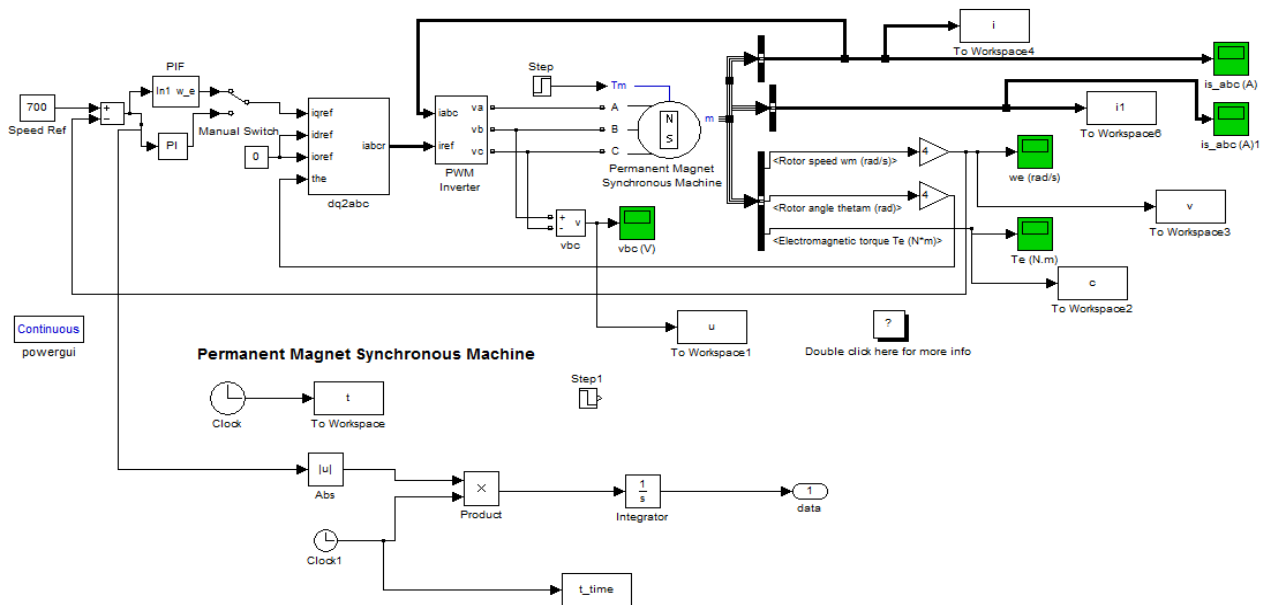 i
To Workspace4
is_abc (A)
PIF
In1 w_e
Step
Tm
700
Speed Ref
+
−
Manual Switch
PI
0
iqref
idref
ioref
the
iabcr
dq2abc
iabc
iref
va
vb
vc
PWM
Inverter
A
B
C
N
S
m
Permanent Magnet
Synchronous Machine
i1
To Workspace6
is_abc (A)1
<Rotor speed wm (rad/s)>
4
we (rad/s)
<Rotor angle thetam (rad)>
4
v
To Workspace3
<Electromagnetic torque Te (N*m)>
Te (N.m)
+
-
v
vbc
vbc (V)
c
To Workspace2
Continuous
powergui
u
To Workspace1
?
Double click here for more info
Permanent Magnet Synchronous Machine
Clock
t
To Workspace
Step1
|u|
Abs
×
Product
1
s
Integrator
1
data
Clock1
t_time